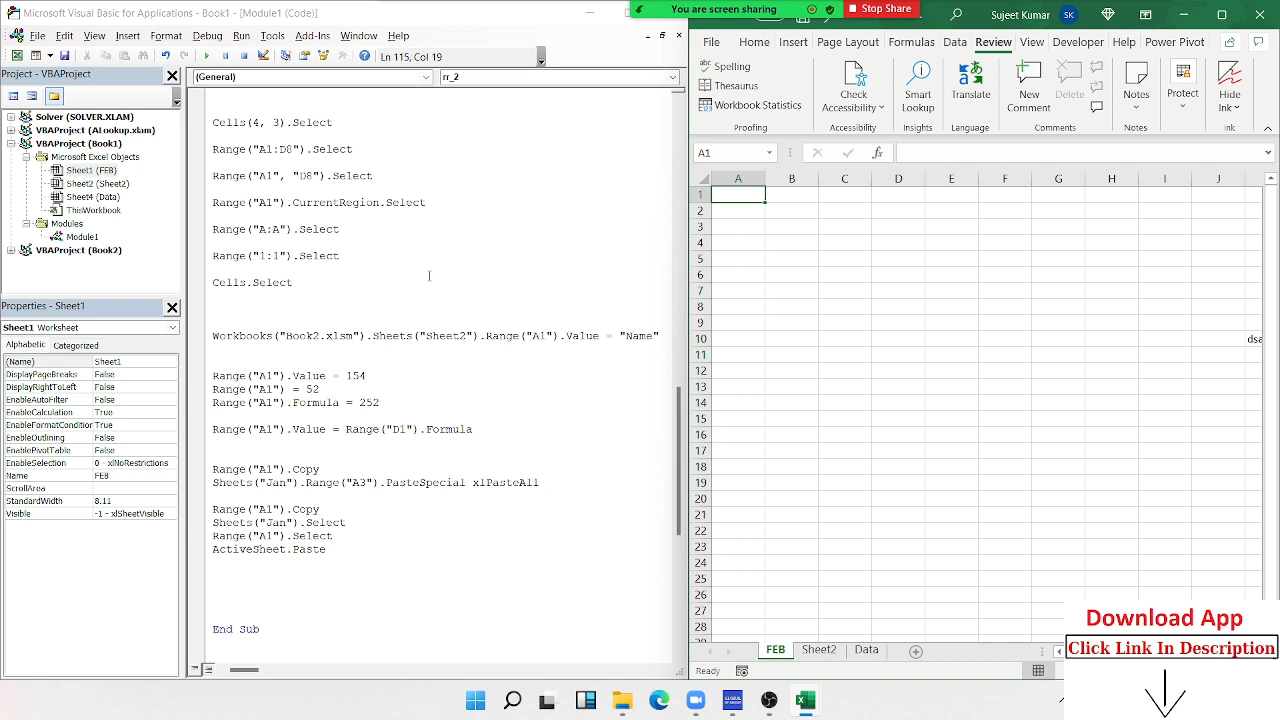 Microsoft Visual Basic for Applications - Book1 - [Module1 (Code)]
You are screen sharing
Stop Share
Sujeet Kumar
SK
File Edit View Insert Format Debug Run Tools Add-Ins Window Help
Ln 115, Col 19
File Home Insert Page Layout Formulas Data Review View Developer Help Power Pivot
Project - VBAProject
(General)
rr_2
Solver (SOLVER.XLAM)
VBAProject (ALookup.xlam)
VBAProject (Book1)
Microsoft Excel Objects
Sheet1 (FEB)
Sheet2 (Sheet2)
Sheet4 (Data)
ThisWorkbook
Modules
Module1
VBAProject (Book2)
Properties - Sheet1
Sheet1 Worksheet
Alphabetic Categorized
(Name) Sheet1
DisplayPageBreaks False
DisplayRightToLeft False
EnableAutoFilter False
EnableCalculation True
EnableFormatCondition True
EnableOutlining False
EnablePivotTable False
EnableSelection 0 - xlNoRestrictions
Name FEB
ScrollArea
StandardWidth 8.11
Visible -1 - xlSheetVisible
Cells(4, 3).Select
Range("A1:D8").Select
Range("A1", "D8").Select
Range("A1").CurrentRegion.Select
Range("A:A").Select
Range("1:1").Select
Cells.Select
Workbooks("Book2.xlsm").Sheets("Sheet2").Range("A1").Value = "Name"
Range("A1").Value = 154
Range("A1") = 52
Range("A1").Formula = 252
Range("A1").Value = Range("D1").Formula
Range("A1").Copy
Sheets("Jan").Range("A3").PasteSpecial xlPasteAll
Range("A1").Copy
Sheets("Jan").Select
Range("A1").Select
ActiveSheet.Paste
End Sub
Spelling
Thesaurus
Workbook Statistics
Proofing
Check
Accessibility
Accessibility
Smart
Lookup
Insights
Translate
Language
New
Comment
Delete
Comments
Notes
Notes
Protect
Hide
Ink
Ink
A1
fx
A B C D E F G H I J
1
2
3
4
5
6
7
8
9
10 dsa
11
12
13
14
15
16
17
18
19
20
21
22
23
24
25
26
27
28
FEB Sheet2 Data
Ready
Download App
Click Link In Description